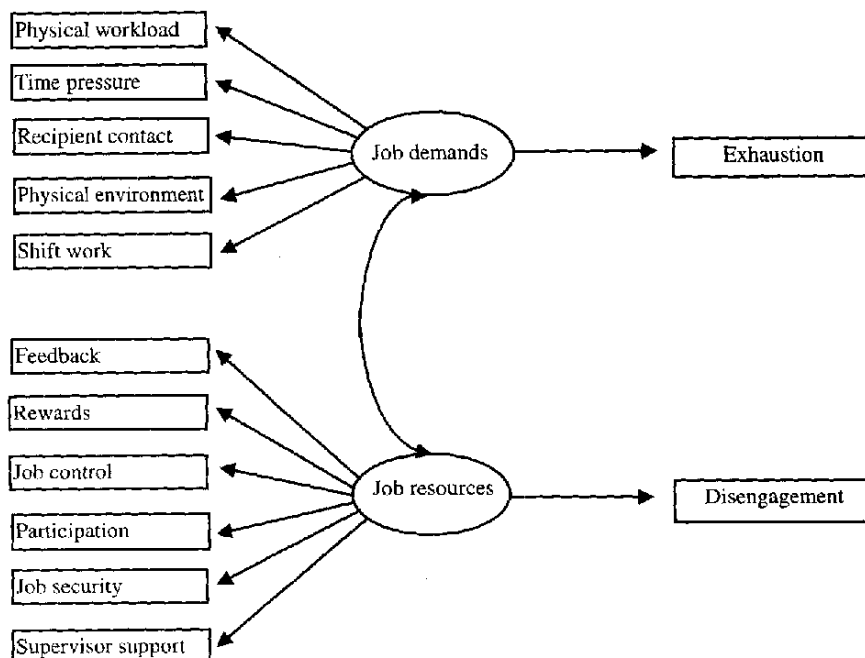 Physical workload
Time pressure
Recipient contact
Physical environment
Shift work
Job demands
Exhaustion
Feedback
Rewards
Job control
Participation
Job security
Supervisor support
Job resources
Disengagement